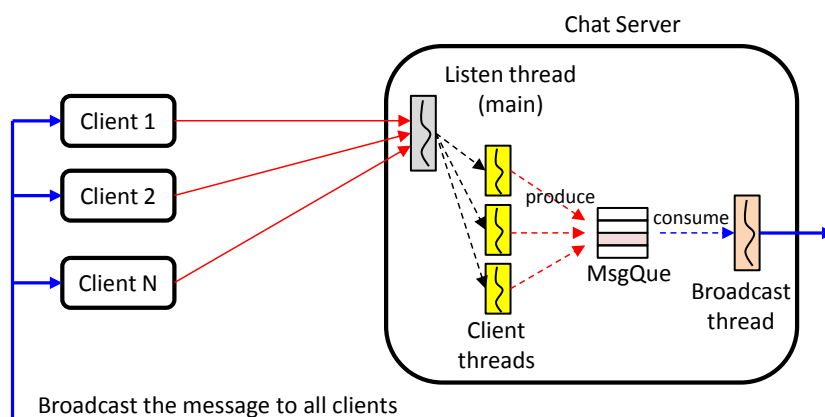 Chat Server
Listen thread
(main)
Client 1
Client 2
Client N
produce
consume
MsgQue
Client
threads
Broadcast
thread
Broadcast the message to all clients